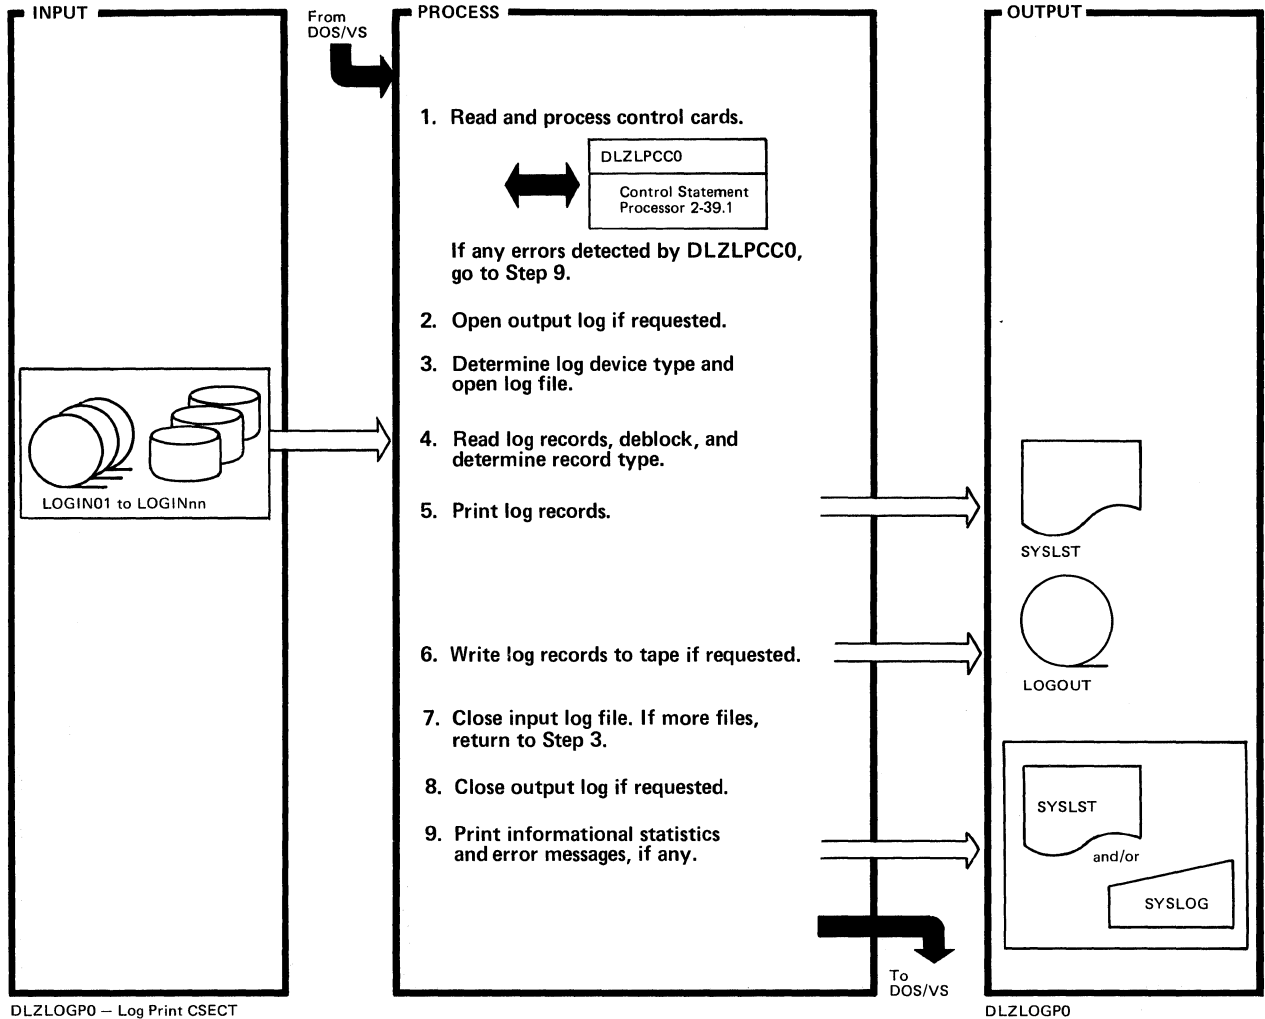 INPUT
From
DOS/VS
PROCESS
OUTPUT
1. Read and process control cards.
DLZLPCC0
Control Statement
Processor 2-39.1
If any errors detected by DLZLPCC0,
go to Step 9.
2. Open output log if requested.
3. Determine log device type and
open log file.
4. Read log records, deblock, and
determine record type.
LOGIN01 to LOGINnn
5. Print log records.
SYSLST
6. Write log records to tape if requested.
LOGOUT
7. Close input log file. If more files,
return to Step 3.
8. Close output log if requested.
9. Print informational statistics
and error messages, if any.
SYSLST
and/or
SYSLOG
To
DOS/VS
DLZLOGP0 — Log Print CSECT
DLZLOGP0